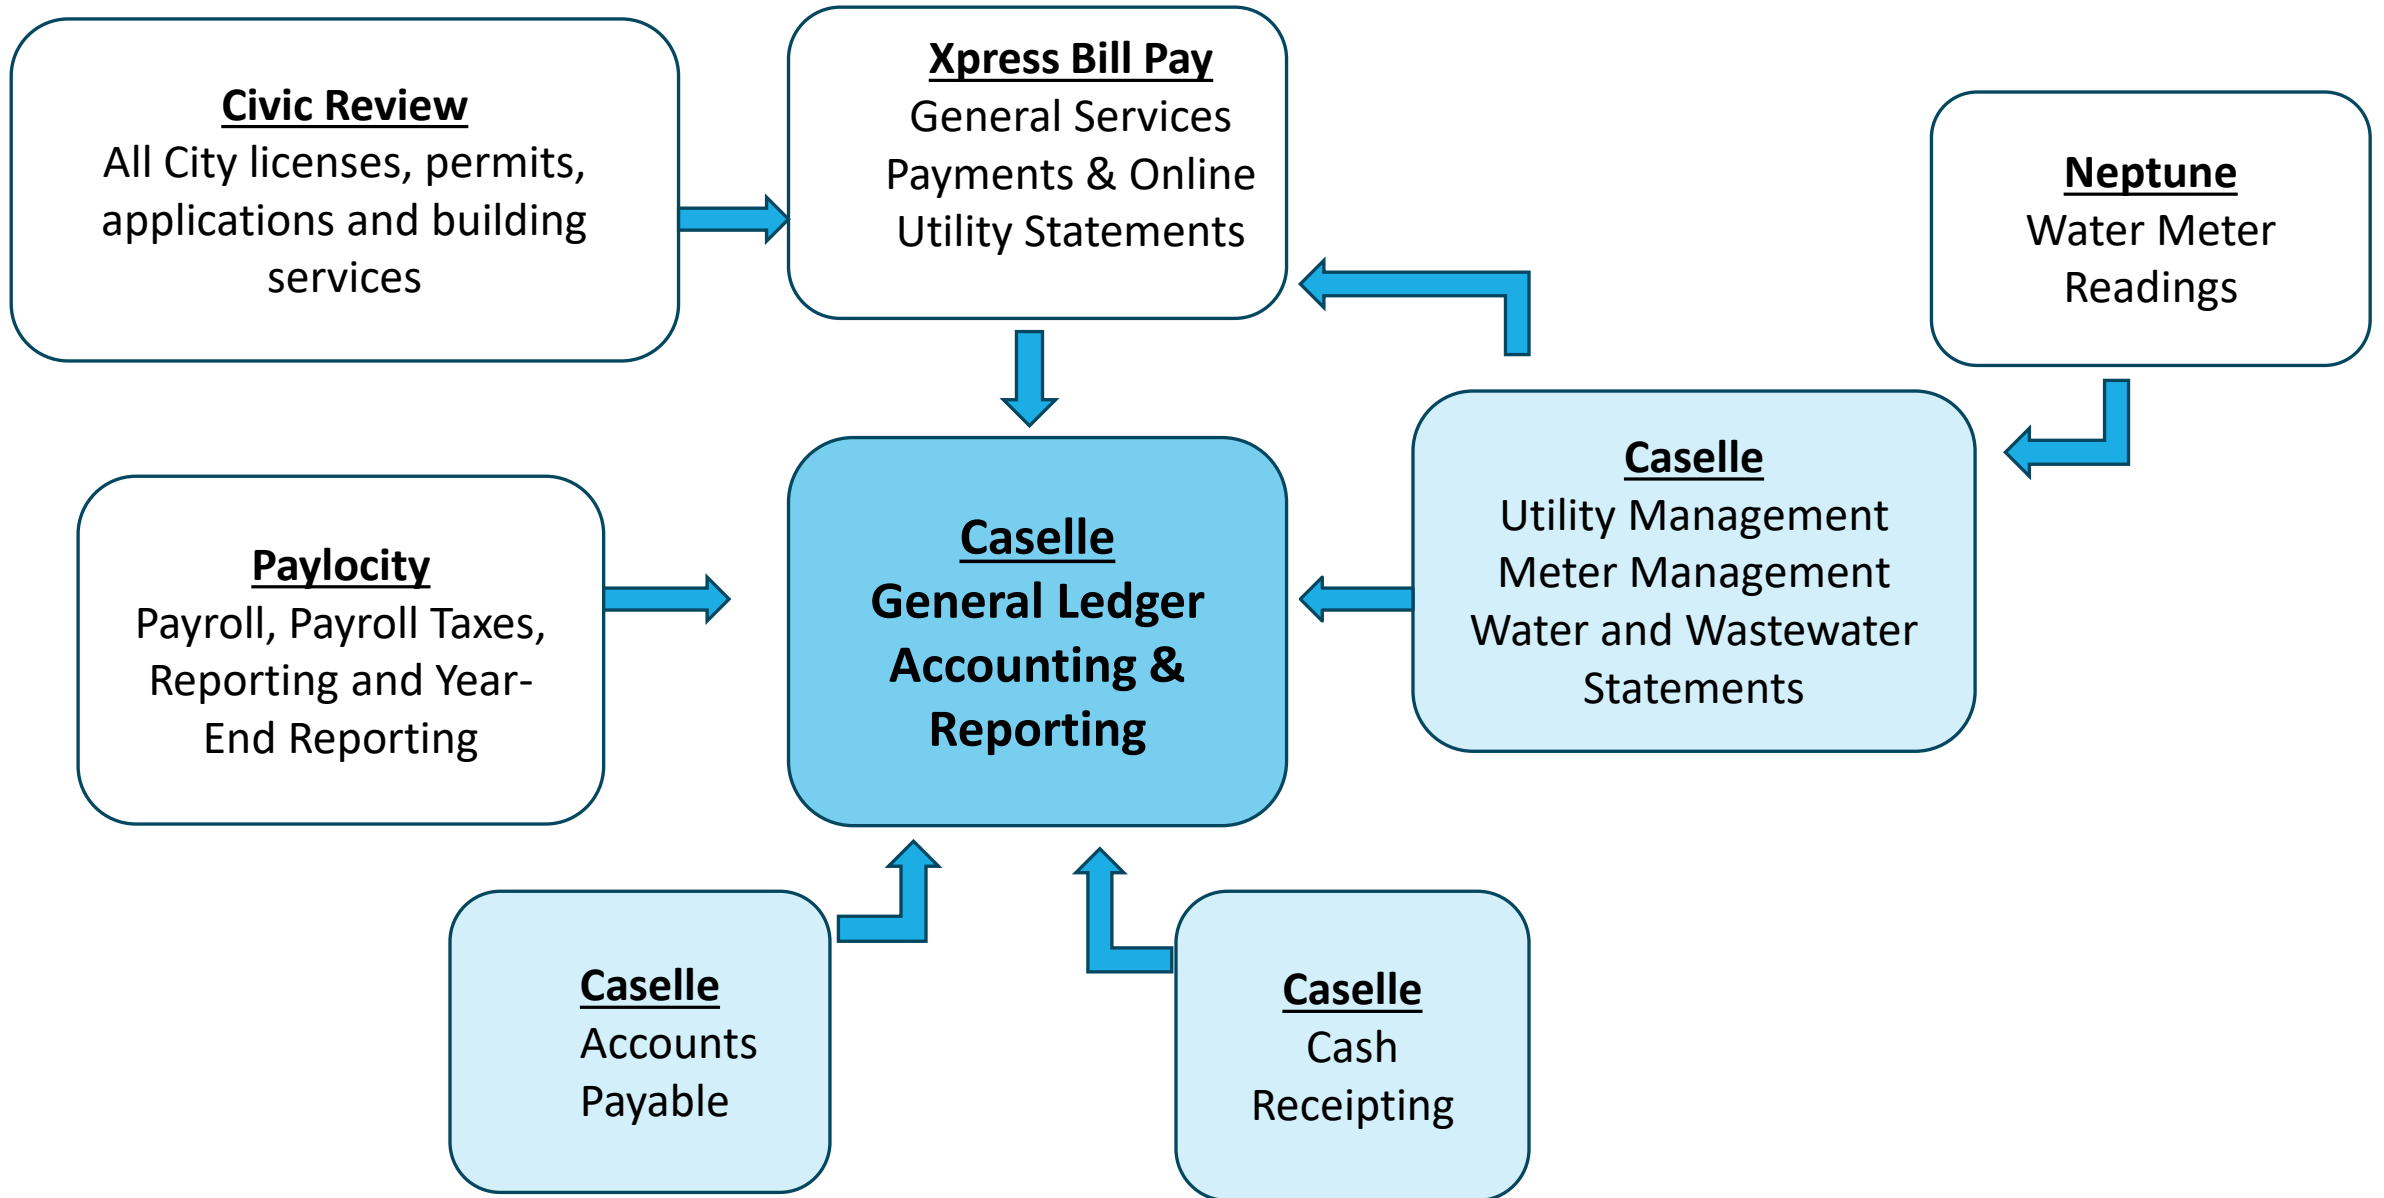 Civic Review
All City licenses, permits,
applications and building
services
Xpress Bill Pay
General Services
Payments & Online
Utility Statements
Neptune
Water Meter
Readings
Paylocity
Payroll, Payroll Taxes,
Reporting and Year-
End Reporting
Caselle
General Ledger
Accounting &
Reporting
Caselle
Utility Management
Meter Management
Water and Wastewater
Statements
Caselle
Accounts
Payable
Caselle
Cash
Receipting